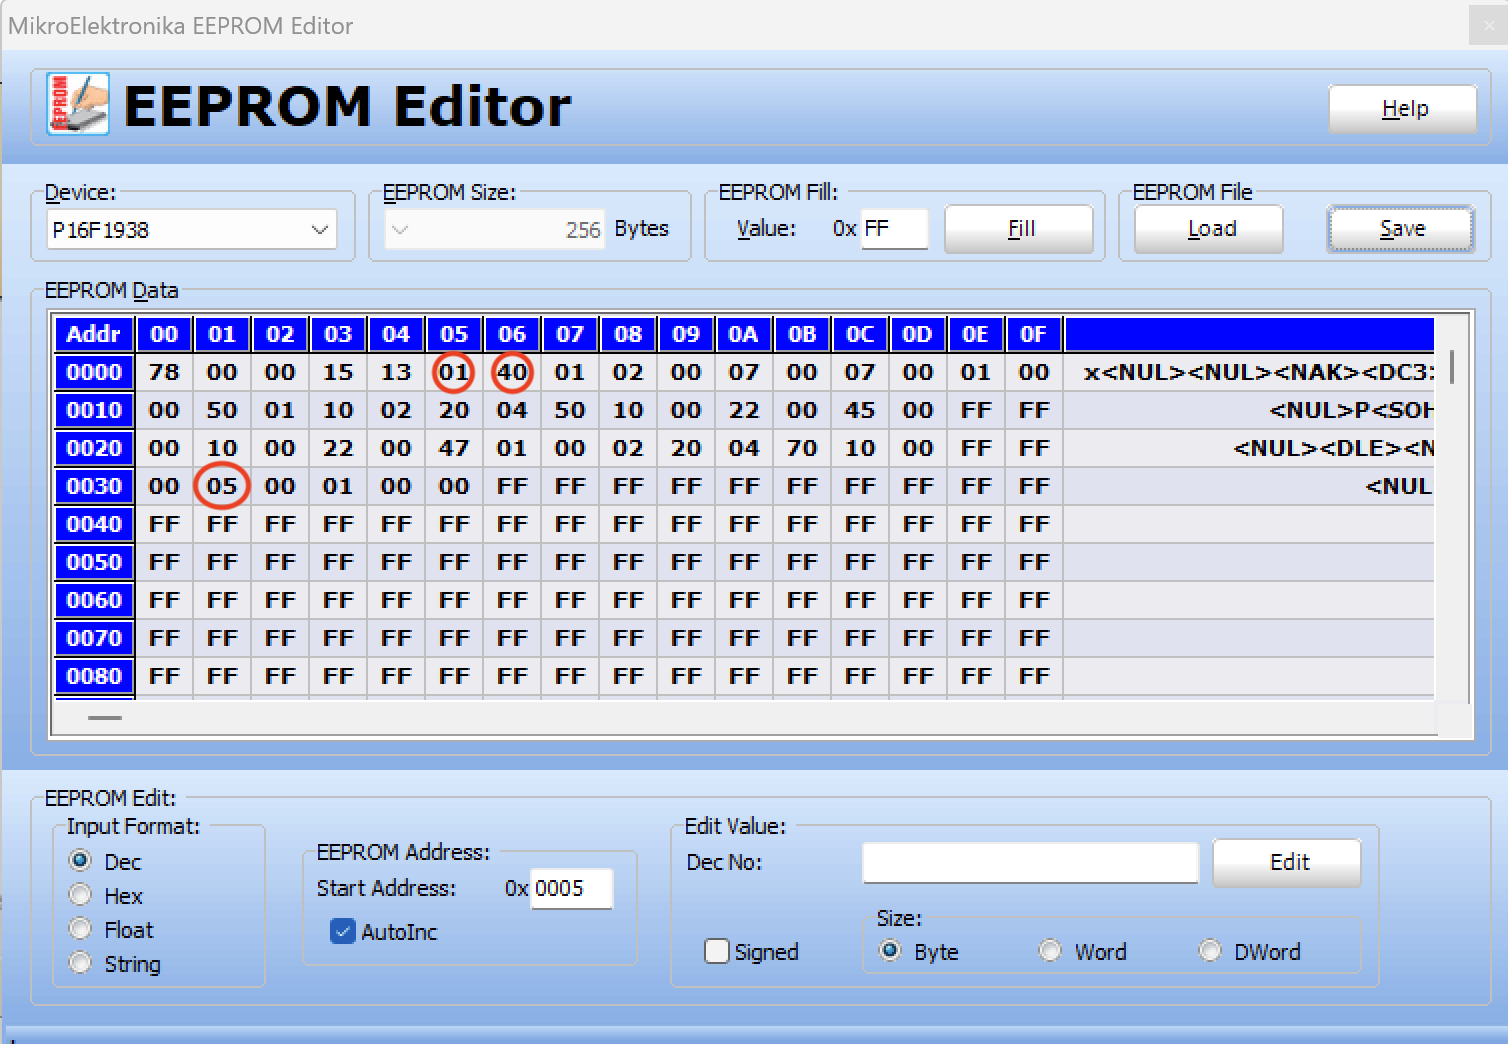 MikroElektronika EEPROM Editor
EEPROM
EEPROM Editor
Help
Device:
EEPROM Size:
EEPROM Fill:
EEPROM File
P16F1938
256 Bytes
Value: 0x FF
Fill
Load
Save
EEPROM Data
Addr 00 01 02 03 04 05 06 07 08 09 0A 0B 0C 0D 0E 0F
0000 78 00 00 15 13 01 40 01 02 00 07 00 07 00 01 00 x<NUL><NUL><NAK><DC3>
0010 00 50 01 10 02 20 04 50 10 00 22 00 45 00 FF FF <NUL>P<SOH
0020 00 10 00 22 00 47 01 00 02 20 04 70 10 00 FF FF <NUL><DLE><N
0030 00 05 00 01 00 00 FF FF FF FF FF FF FF FF FF FF <NUL
0040 FF FF FF FF FF FF FF FF FF FF FF FF FF FF FF FF
0050 FF FF FF FF FF FF FF FF FF FF FF FF FF FF FF FF
0060 FF FF FF FF FF FF FF FF FF FF FF FF FF FF FF FF
0070 FF FF FF FF FF FF FF FF FF FF FF FF FF FF FF FF
0080 FF FF FF FF FF FF FF FF FF FF FF FF FF FF FF FF
EEPROM Edit:
Input Format:
Dec
Hex
Float
String
EEPROM Address:
Start Address: 0x 0005
AutoInc
Edit Value:
Dec No:
Edit
Signed
Size:
Byte
Word
DWord